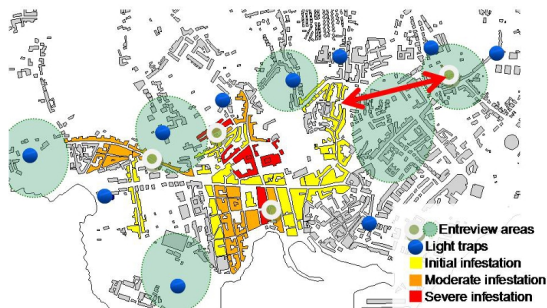 Entreview areas
Light traps
Initial infestation
Moderate infestation
Severe infestation